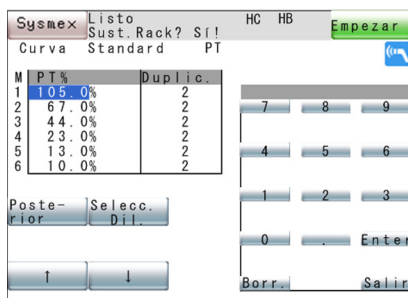 Sysmex
Listo
Sust.Rack? Sí!
HC HB
Empezar
Curva Standard PT
M PT% Duplic.
1 105.0% 2
2 67.0% 2
3 44.0% 2
4 23.0% 2
5 13.0% 2
6 10.0% 2
7 8 9
4 5 6
1 2 3
0 . Enter
Borr. Salir
Poste-
rior
Selecc.
Dil.
↑ ↓